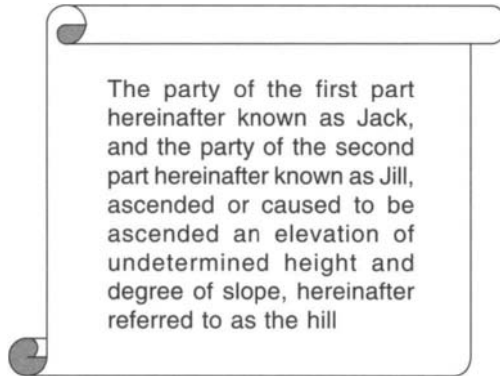 The party of the first part
hereinafter known as Jack,
and the party of the second
part hereinafter known as Jill,
ascended or caused to be
ascended an elevation of
undetermined height and
degree of slope, hereinafter
referred to as the hill